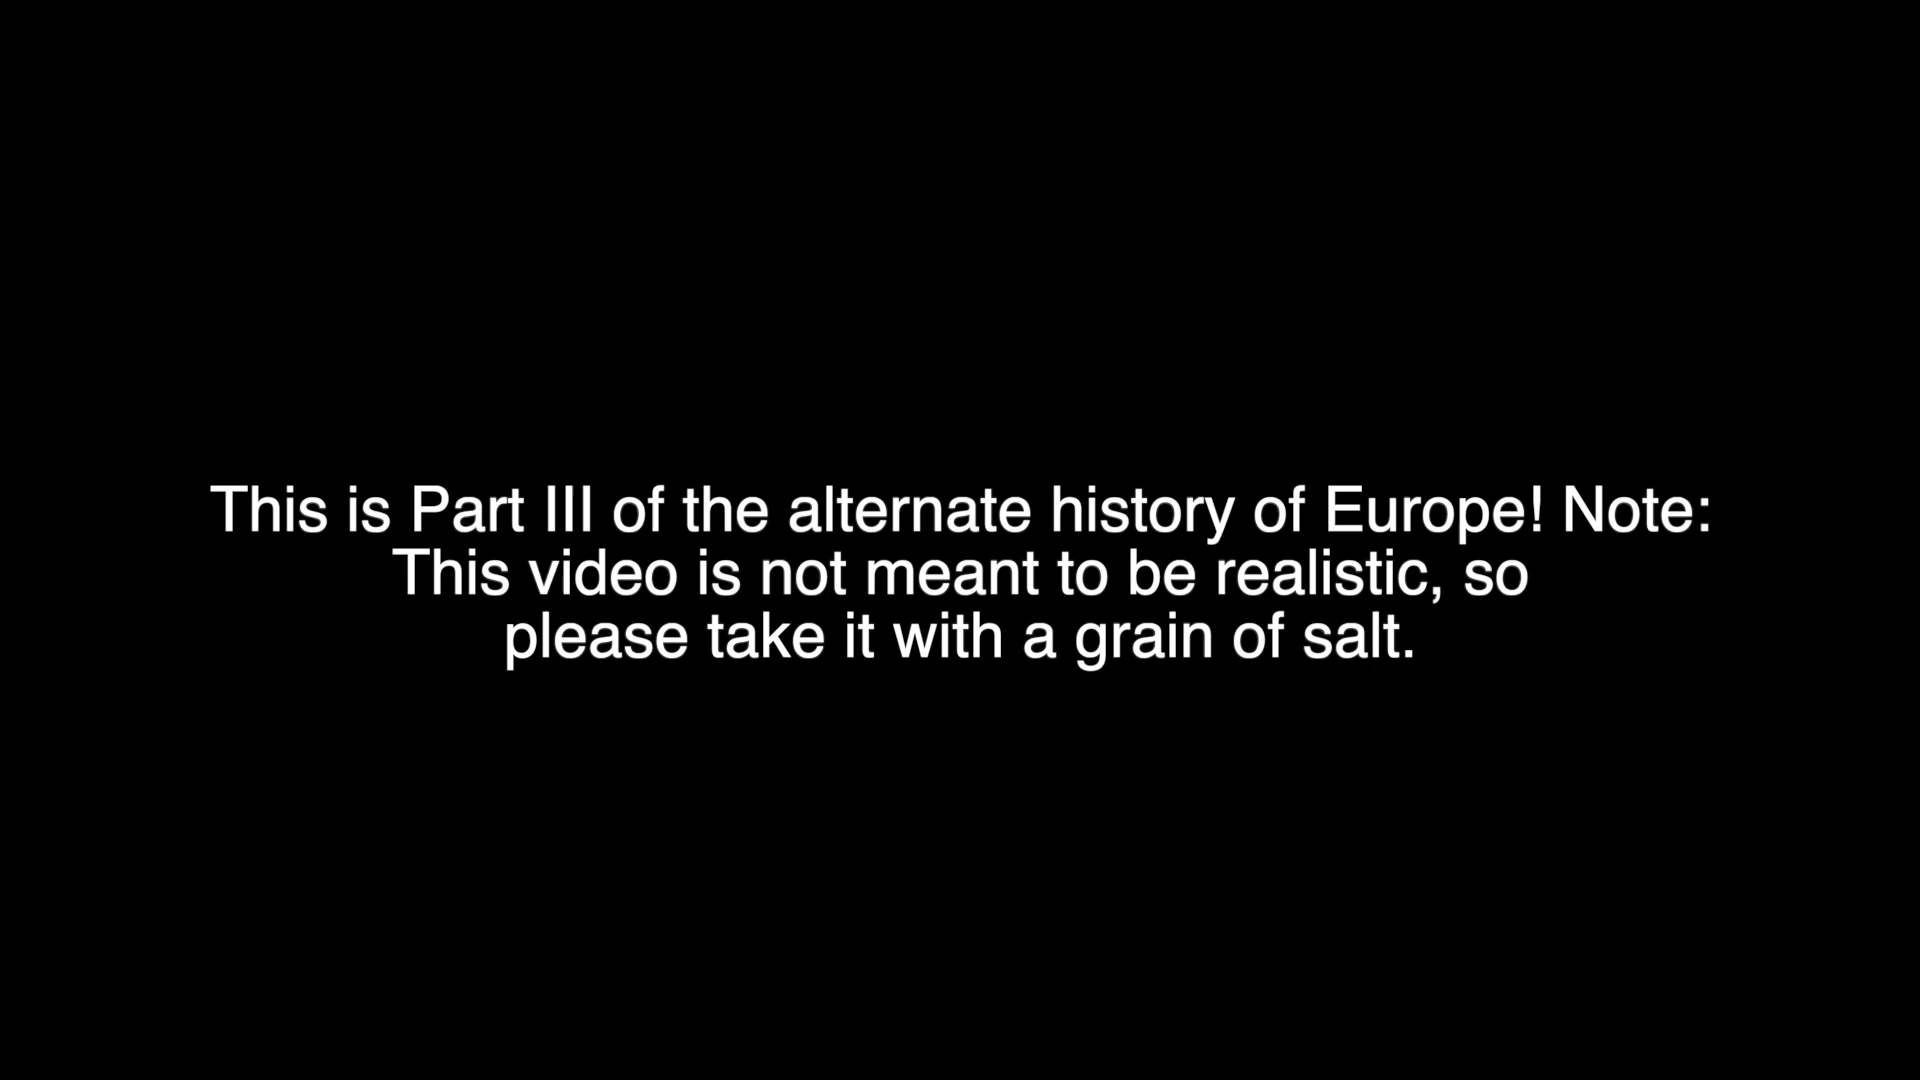 This is Part III of the alternate history of Europe! Note:
This video is not meant to be realistic, so
please take it with a grain of salt.